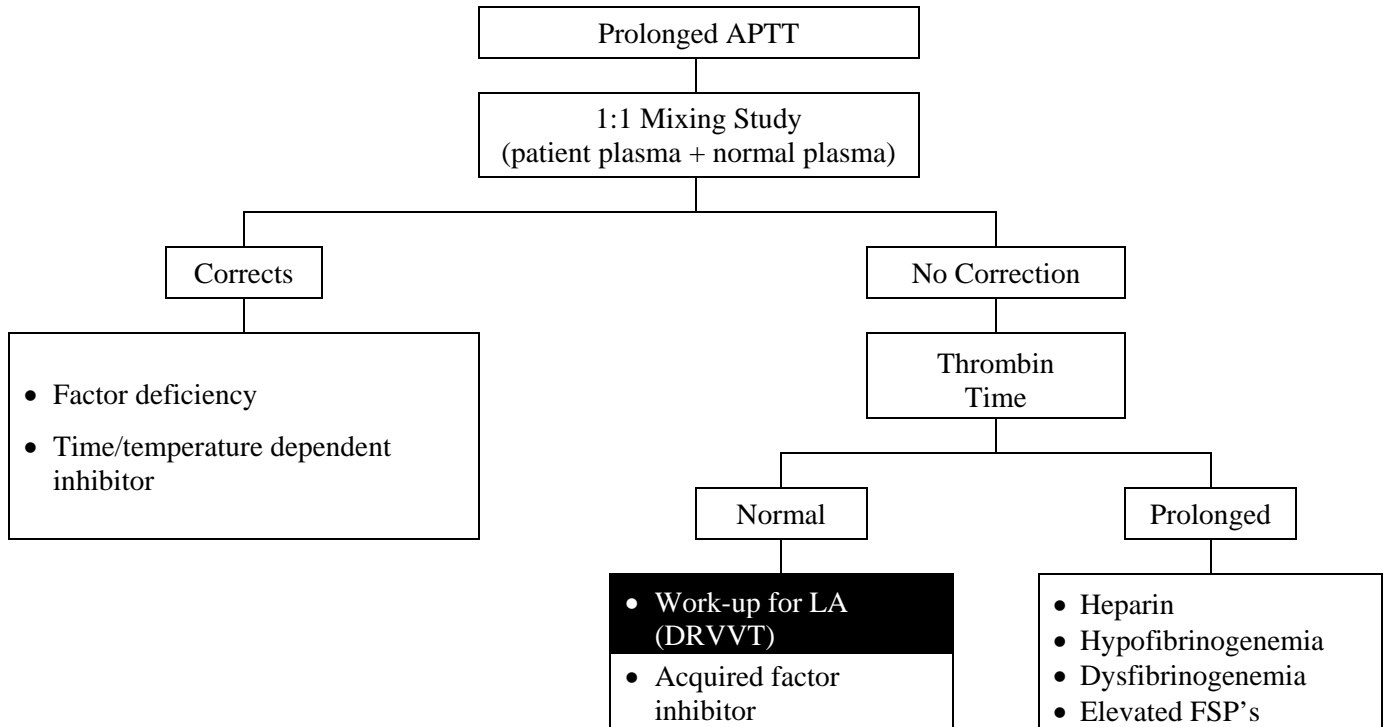 Prolonged APTT
1:1 Mixing Study
(patient plasma + normal plasma)
Corrects
No Correction
• Factor deficiency
• Time/temperature dependent
inhibitor
Thrombin
Time
Normal
Prolonged
• Work-up for LA
(DRVVT)
• Acquired factor
inhibitor
• Heparin
• Hypofibrinogenemia
• Dysfibrinogenemia
• Elevated FSP's